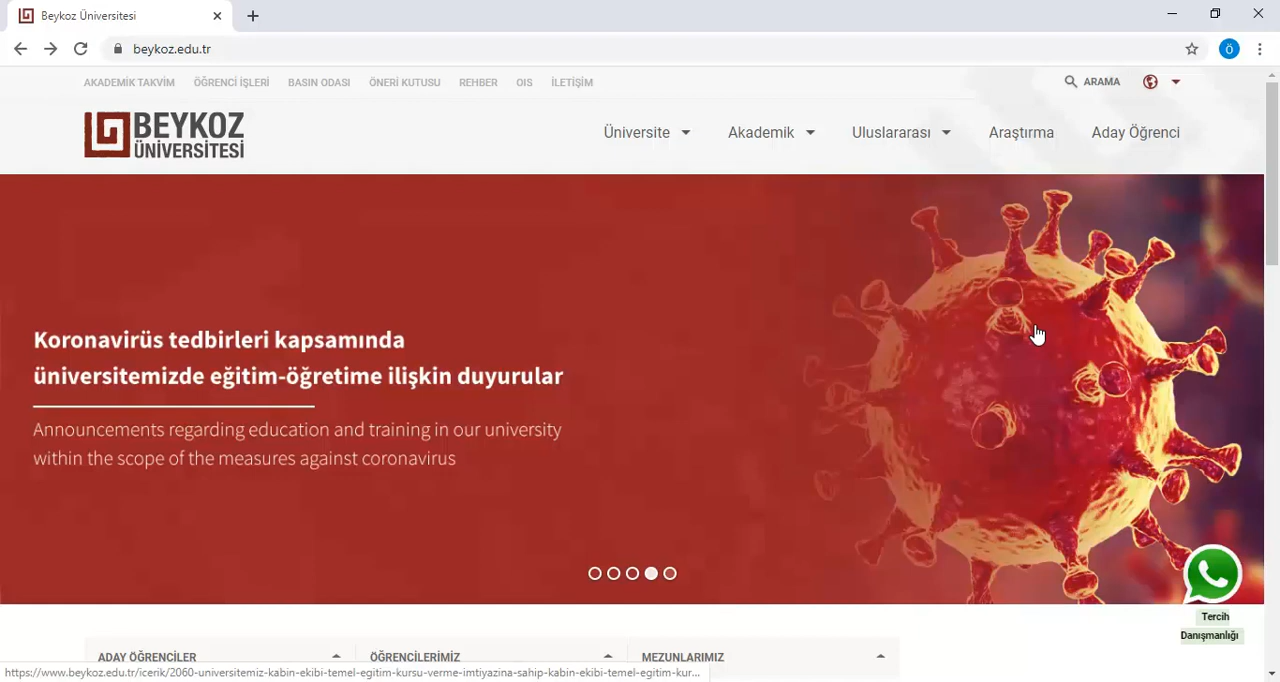 Beykoz Üniversitesi
beykoz.edu.tr
Ö
AKADEMİK TAKVİM ÖĞRENCİ İŞLERİ BASIN ODASI ÖNERİ KUTUSU REHBER OIS İLETİŞİM
ARAMA
BEYKOZ
ÜNİVERSİTESİ
Üniversite Akademik Uluslararası Araştırma Aday Öğrenci
Koronavirüs tedbirleri kapsamında
üniversitemizde eğitim-öğretime ilişkin duyurular
Announcements regarding education and training in our university
within the scope of the measures against coronavirus
Tercih
Danışmanlığı
ADAY ÖĞRENCİLER ÖĞRENCİLERİMİZ MEZUNLARIMIZ
https://www.beykoz.edu.tr/icerik/2060-universitemiz-kabin-ekibi-temel-egitim-kursu-verme-imtiyazina-sahip-kabin-ekibi-temel-egitim-kur...